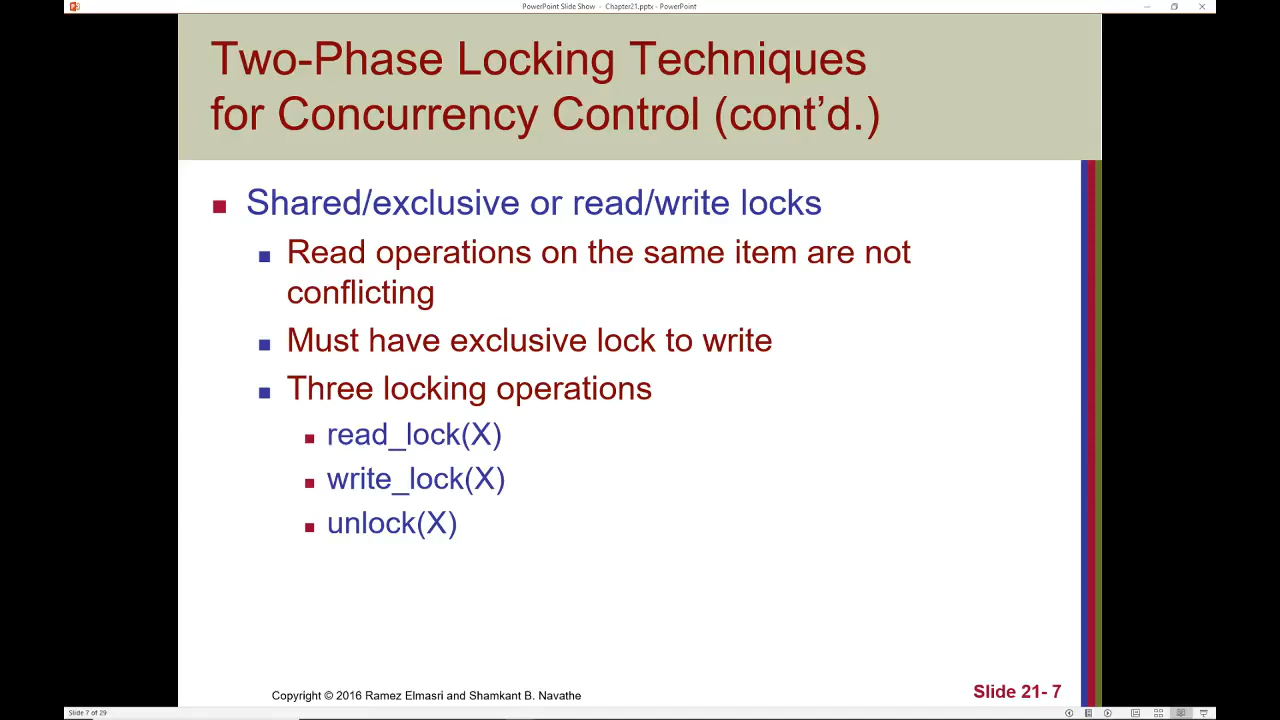 PowerPoint Slide Show - Chapter21.pptx - PowerPoint
Two-Phase Locking Techniques
for Concurrency Control (cont’d.)
Shared/exclusive or read/write locks
Read operations on the same item are not
conflicting
Must have exclusive lock to write
Three locking operations
read_lock(X)
write_lock(X)
unlock(X)
Copyright © 2016 Ramez Elmasri and Shamkant B. Navathe
Slide 21- 7
Slide 7 of 29